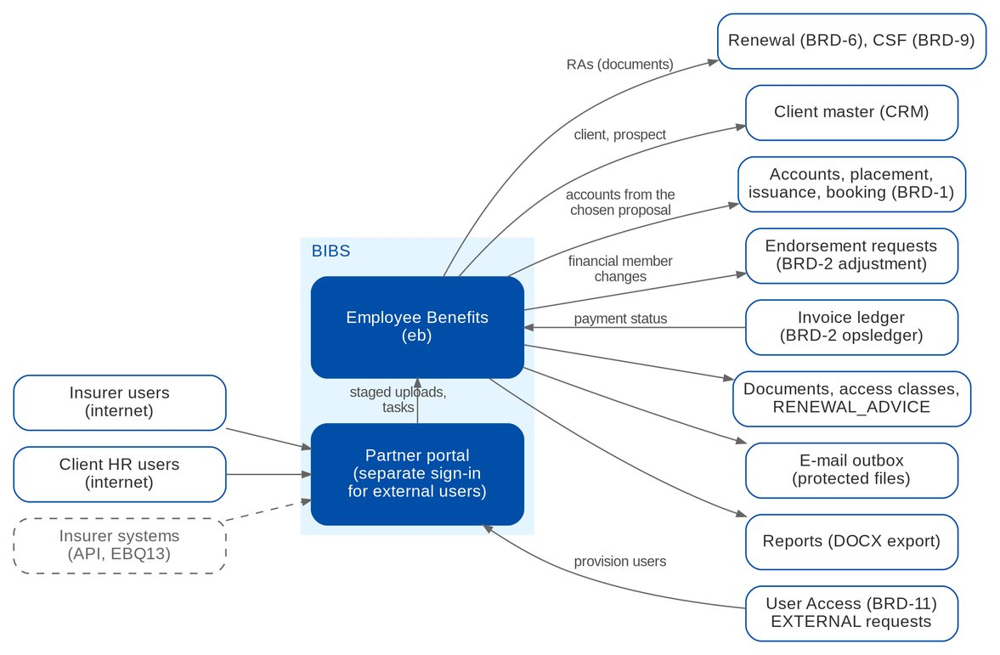 Renewal (BRD-6), CSF (BRD-9)
RAs (documents)
Client master (CRM)
client, prospect
Accounts, placement,
issuance, booking (BRD-1)
accounts from the
chosen proposal
BIBS
Endorsement requests
(BRD-2 adjustment)
financial member
changes
Employee Benefits
(eb)
payment status
Invoice ledger
(BRD-2 opsledger)
Insurer users
(internet)
staged uploads,
tasks
Documents, access classes,
RENEWAL_ADVICE
Client HR users
(internet)
Partner portal
(separate sign-in
for external users)
E-mail outbox
(protected files)
Insurer systems
(API, EBQ13)
Reports (DOCX export)
provision users
User Access (BRD-11)
EXTERNAL requests